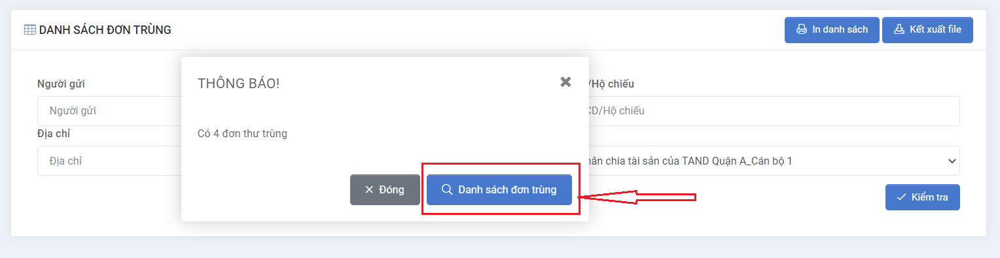 DANH SÁCH ĐƠN TRÙNG
In danh sách
Kết xuất file
THÔNG BÁO!
Người gửi
/Hộ chiếu
Người gửi
CD/Hộ chiếu
Có 4 đơn thư trùng
Địa chỉ
Địa chỉ
chia tài sản của TAND Quận A_Cán bộ 1
Đóng
Danh sách đơn trùng
Kiểm tra